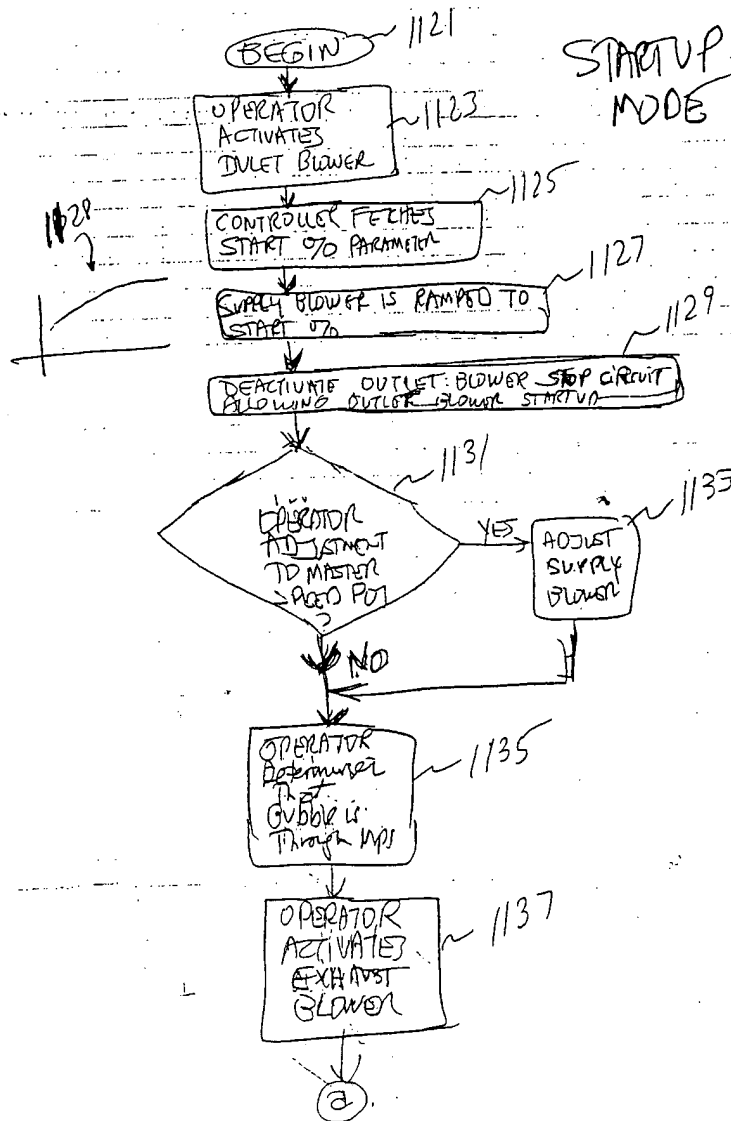 BEGIN
1121
STARTUP
MODE
OPERATOR
ACTIVATES
INLET BLOWER
1123
CONTROLLER FETCHES
START % PARAMETER
1125
1128
SUPPLY BLOWER IS RAMPED TO
START %
1127
DEACTIVATE OUTLET BLOWER STOP CIRCUIT
ALLOWING OUTLET BLOWER STARTUP
1129
OPERATOR
ADJUSTMENT
TO MASTER
SPEED POT
?
1131
YES
ADJUST
SUPPLY
BLOWER
1133
NO
OPERATOR
Determines
That
Bubble is
Through Nips
1135
OPERATOR
ACTIVATES
EXHAUST
BLOWER
1137
a